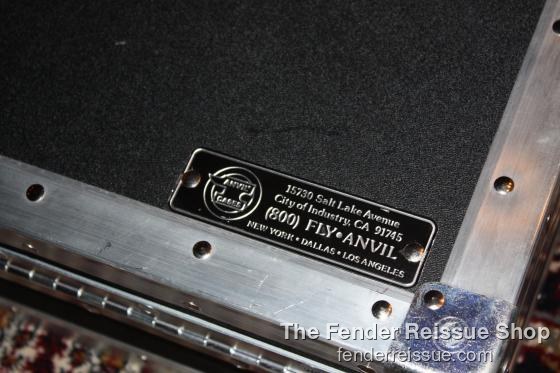 ANVIL
CASES
15730 Salt Lake Avenue
City of Industry, CA 91745
(800) FLY•ANVIL
NEW YORK • DALLAS • LOS ANGELES
The Fender Reissue Shop
fenderreissue.com